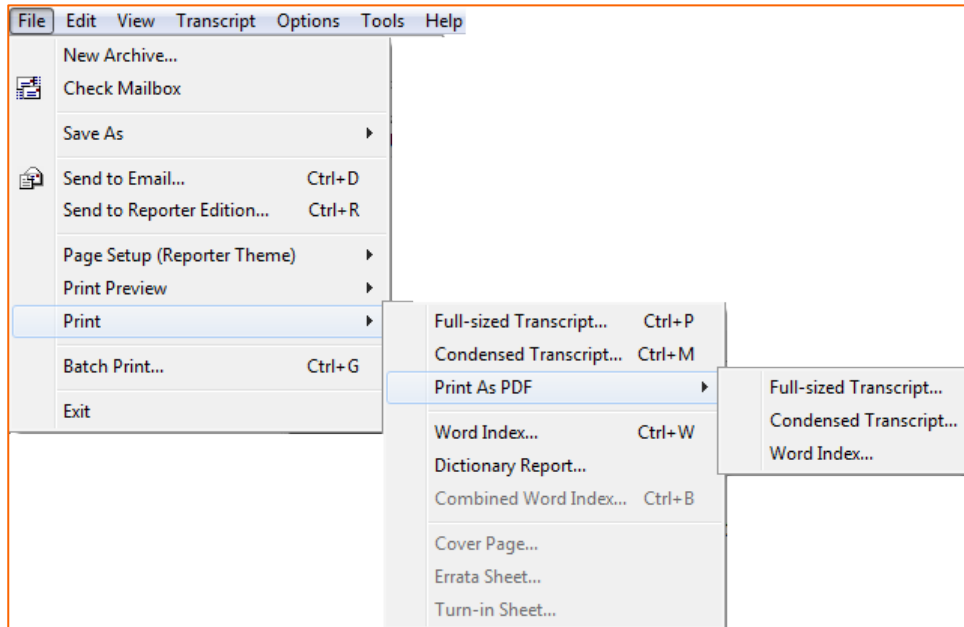 File Edit View Transcript Options Tools Help
New Archive...
Check Mailbox
Save As
Send to Email... Ctrl+D
Send to Reporter Edition... Ctrl+R
Page Setup (Reporter Theme)
Print Preview
Print
Batch Print... Ctrl+G
Exit
Full-sized Transcript... Ctrl+P
Condensed Transcript... Ctrl+M
Print As PDF
Word Index... Ctrl+W
Dictionary Report...
Combined Word Index... Ctrl+B
Cover Page...
Errata Sheet...
Turn-in Sheet...
Full-sized Transcript...
Condensed Transcript...
Word Index...